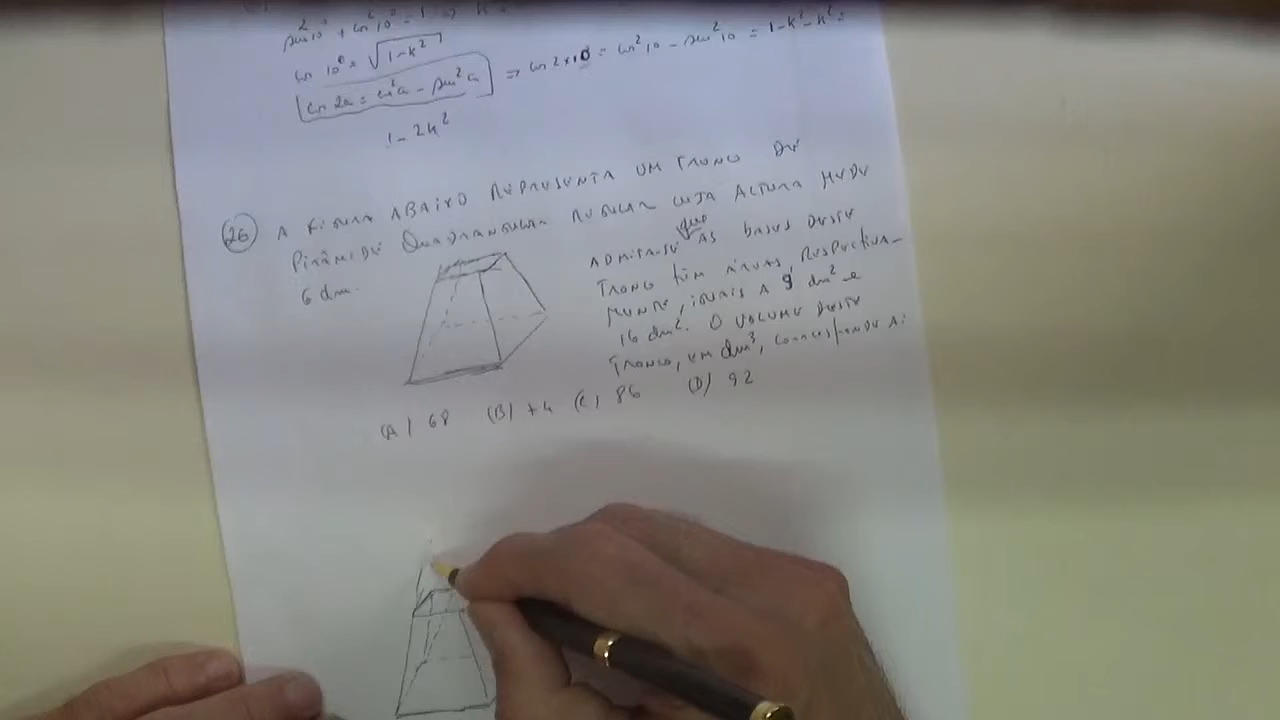 sen²10° + cos²10° = 1 ⇒ k
cos 10° = √1-k²
cos 2a = cos²a - sen²a ⇒ cos 2×10 = cos²10 - sen²10 = 1-k²-k² =
1-2k²
26 A FIGURA ABAIXO REPRESENTA UM TRONCO DE
PIRÂMIDE QUADRANGULAR REGULAR CUJA ALTURA MEDE
6 dm.
ADMITA-SE que AS BASES DESTE
TRONCO TÊM ÁREAS, RESPECTIVA-
MENTE, IGUAIS A 9 dm² e
16 dm². O VOLUME DESTE
TRONCO, EM dm³, CORRESPONDE A:
(A) 68 (B) 74 (C) 86 (D) 92